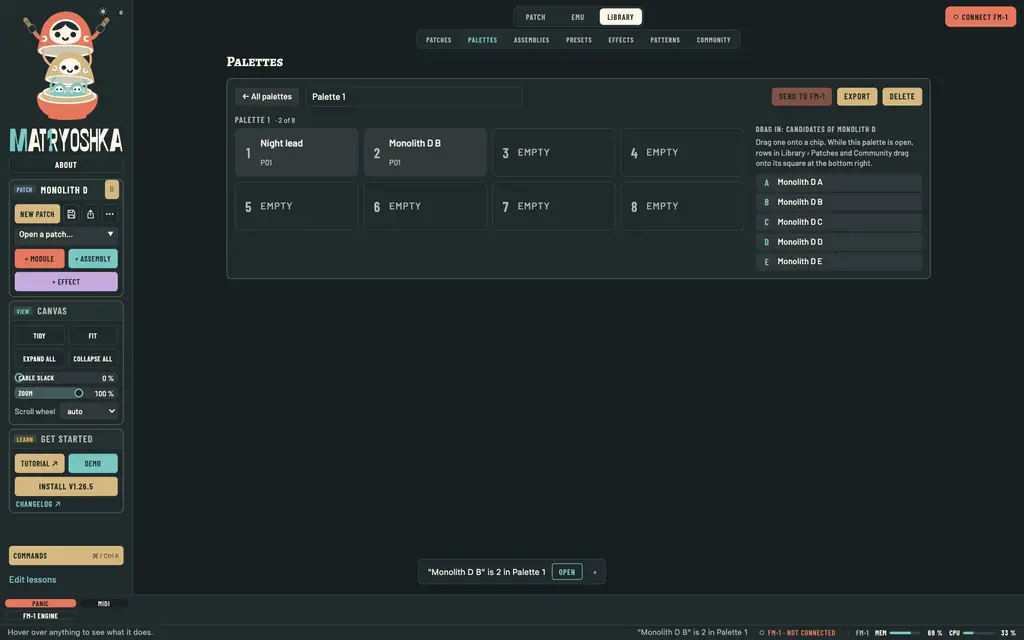 PATCH
EMU
LIBRARY
CONNECT FM-1
PATCHES
PALETTES
ASSEMBLIES
PRESETS
EFFECTS
PATTERNS
COMMUNITY
MATRYOSHKA
ABOUT
PATCH MONOLITH D
NEW PATCH
Open a patch...
+ MODULE
+ ASSEMBLY
+ EFFECT
VIEW CANVAS
TIDY
FIT
EXPAND ALL
COLLAPSE ALL
CABLE SLACK 0 %
ZOOM 100 %
Scroll wheel auto
LEARN GET STARTED
TUTORIAL ↗
DEMO
INSTALL V1.26.5
CHANGELOG ↗
COMMANDS ⌘ / Ctrl K
Edit lessons
PALETTES
← All palettes
Palette 1
SEND TO FM-1
EXPORT
DELETE
PALETTE 1 · 2 of 8
1 Night lead
P01
2 Monolith D B
P01
3 EMPTY
4 EMPTY
5 EMPTY
6 EMPTY
7 EMPTY
8 EMPTY
DRAG IN: CANDIDATES OF MONOLITH D
Drag one onto a chip. While this palette is open,
rows in Library › Patches and Community drag
onto its square at the bottom right.
A Monolith D A
B Monolith D B
C Monolith D C
D Monolith D D
E Monolith D E
"Monolith D B" is 2 in Palette 1 OPEN
PANIC
MIDI
FM-1 ENGINE
Hover over anything to see what it does.
"Monolith D B" is 2 in Palette 1
FM-1 · NOT CONNECTED
FM-1 MEM 69 % CPU 33 %